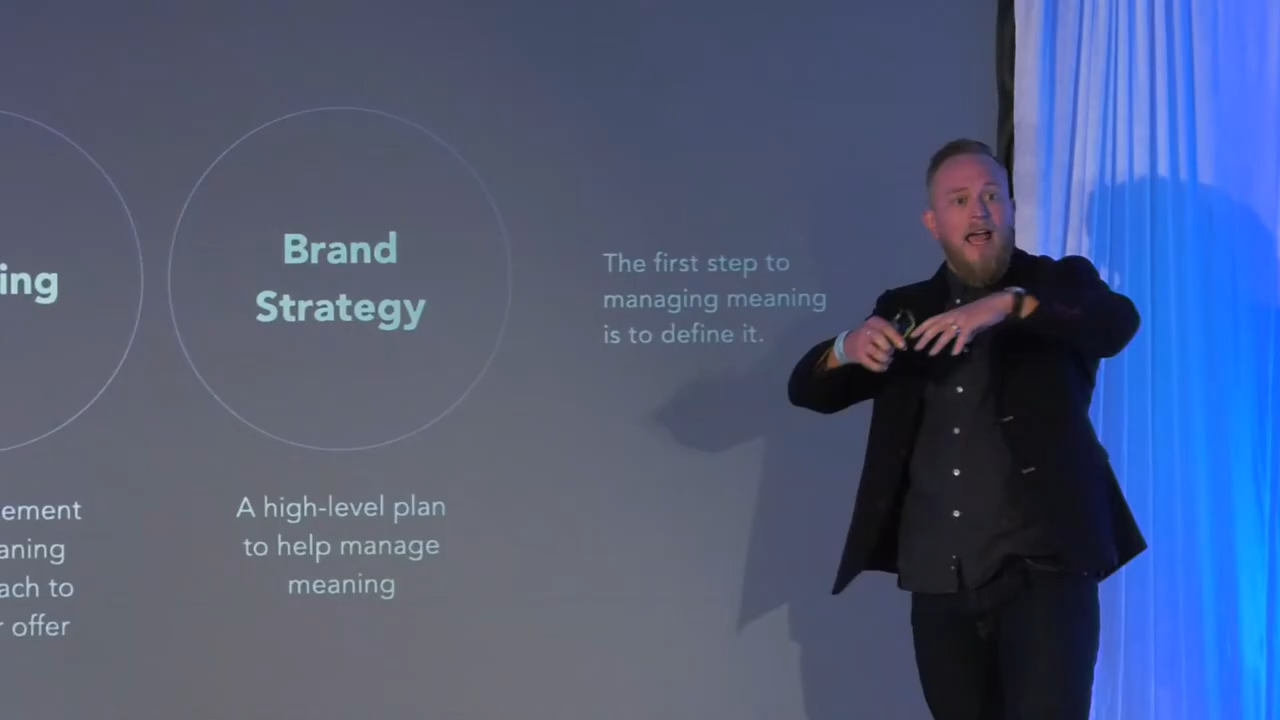 ing
ement
aning
ach to
r offer
Brand
Strategy
A high-level plan
to help manage
meaning
The first step to
managing meaning
is to define it.